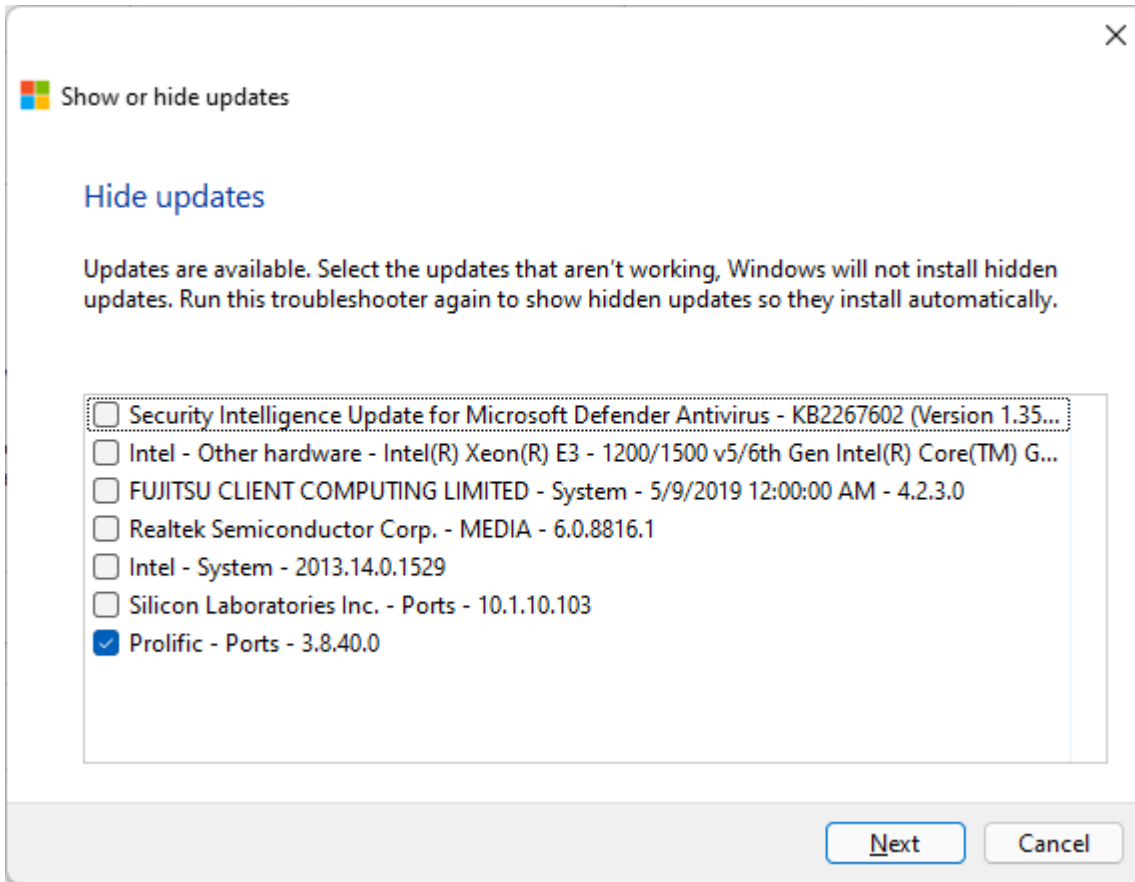 Show or hide updates
Hide updates
Updates are available. Select the updates that aren't working, Windows will not install hidden
updates. Run this troubleshooter again to show hidden updates so they install automatically.
Security Intelligence Update for Microsoft Defender Antivirus - KB2267602 (Version 1.35...
Intel - Other hardware - Intel(R) Xeon(R) E3 - 1200/1500 v5/6th Gen Intel(R) Core(TM) G...
FUJITSU CLIENT COMPUTING LIMITED - System - 5/9/2019 12:00:00 AM - 4.2.3.0
Realtek Semiconductor Corp. - MEDIA - 6.0.8816.1
Intel - System - 2013.14.0.1529
Silicon Laboratories Inc. - Ports - 10.1.10.103
Prolific - Ports - 3.8.40.0
Next Cancel